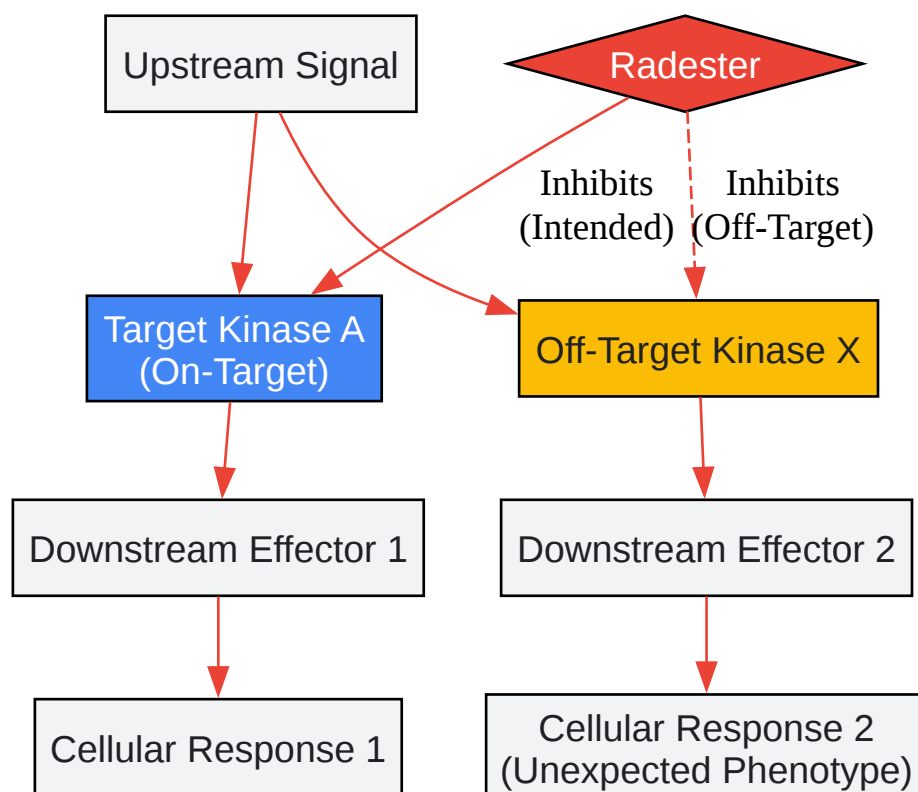 Upstream Signal
Radester
Inhibits
(Intended)
Inhibits
(Off-Target)
Target Kinase A
(On-Target)
Off-Target Kinase X
Downstream Effector 1
Downstream Effector 2
Cellular Response 1
Cellular Response 2
(Unexpected Phenotype)